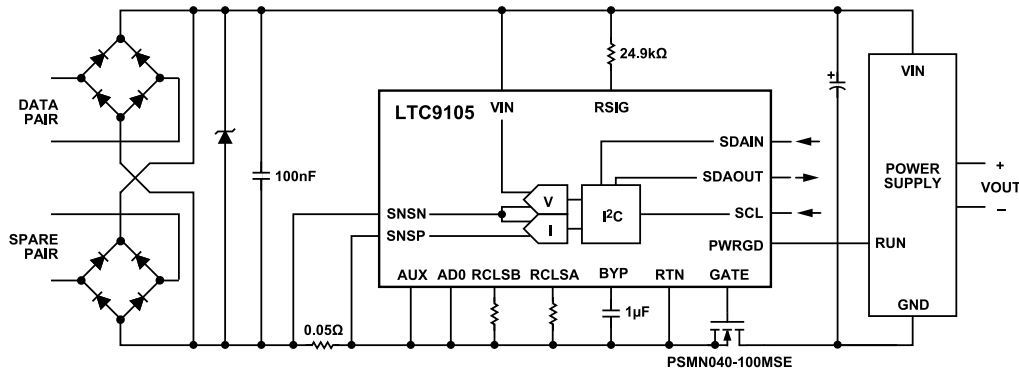 DATA
PAIR
SPARE
PAIR
100nF
0.05Ω
24.9kΩ
LTC9105
VIN
RSIG
SDAIN
SDAOUT
SCL
PWRGD
V
I
I²C
SNSN
SNSP
AUX
AD0
RCLSB
RCLSA
BYP
RTN
GATE
1µF
PSMN040-100MSE
+
VIN
POWER
SUPPLY
RUN
GND
+
VOUT
–